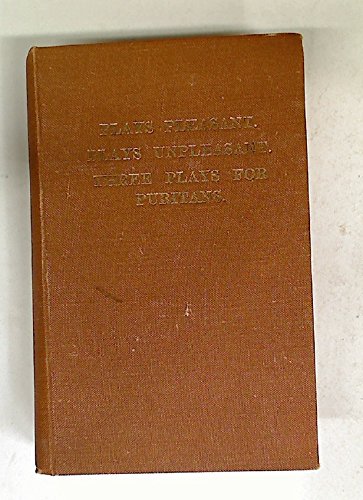 PLAYS PLEASANT.
PLAYS UNPLEASANT.
THREE PLAYS FOR
PURITANS.